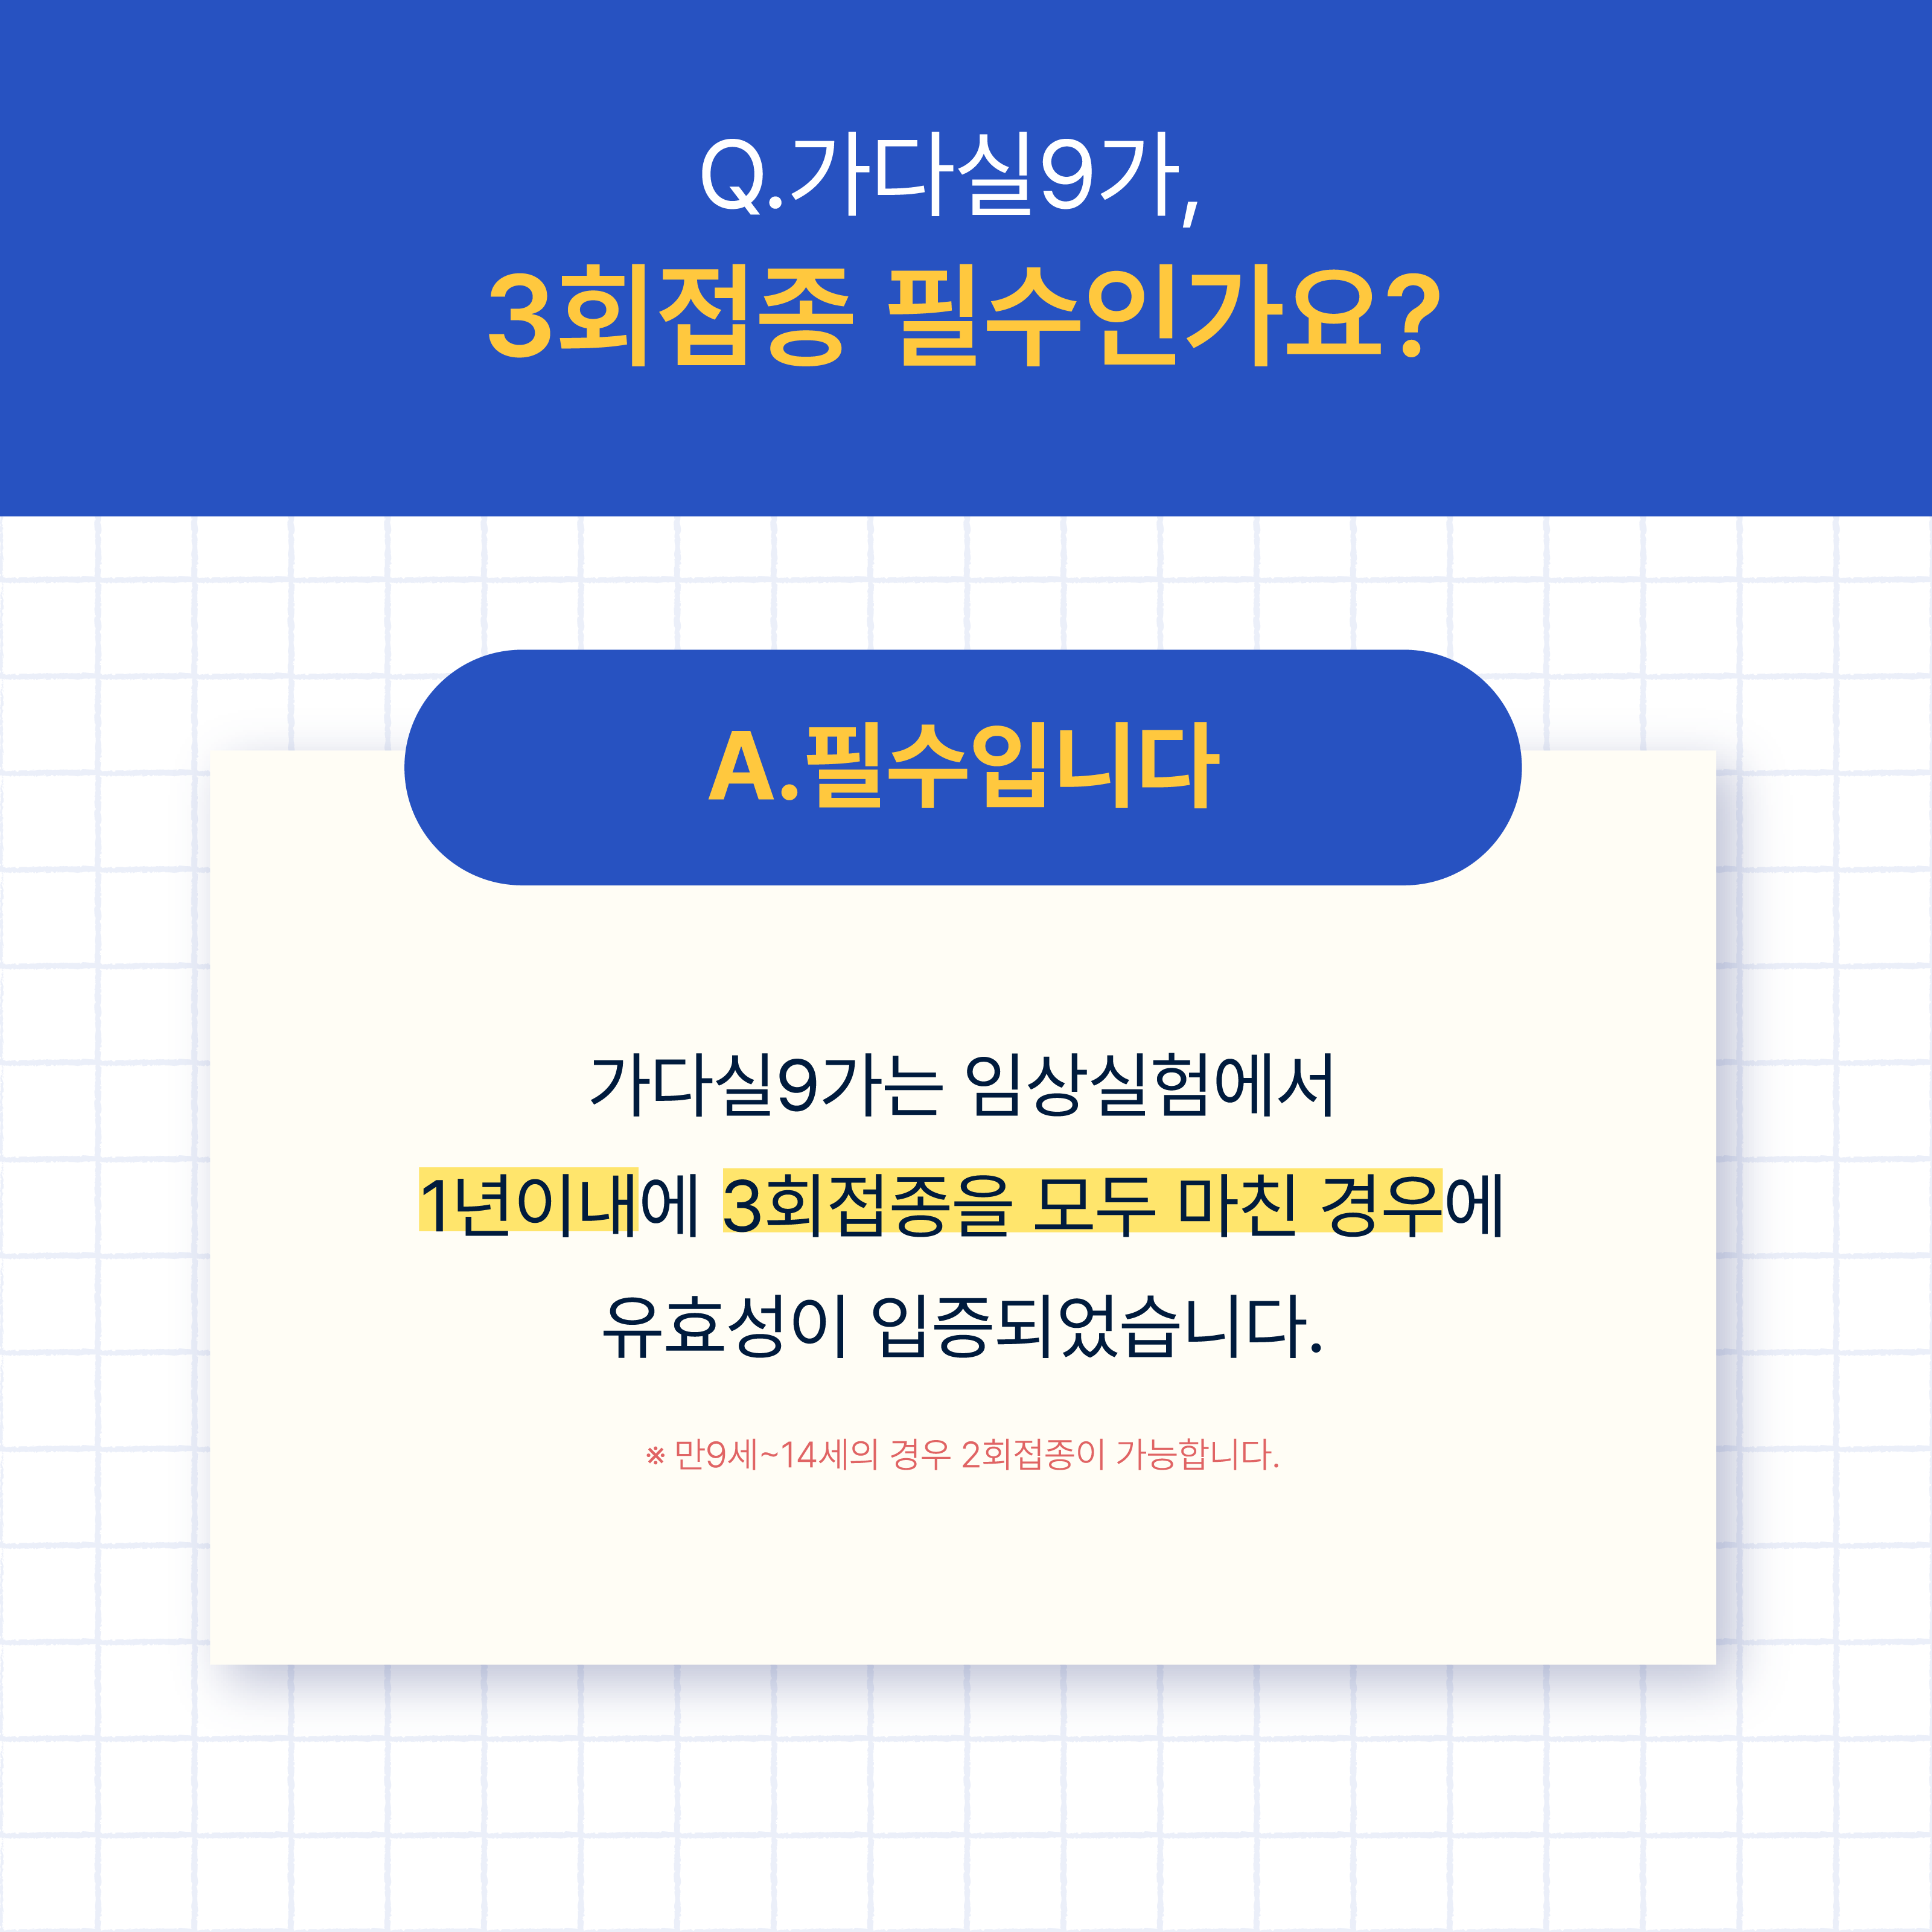 Q.가다실9가,
3회접종 필수인가요?
A.필수입니다
가다실9가는 임상실험에서
1년이내에 3회접종을 모두 마친 경우에
유효성이 입증되었습니다.
※ 만9세~14세의 경우 2회접종이 가능합니다.